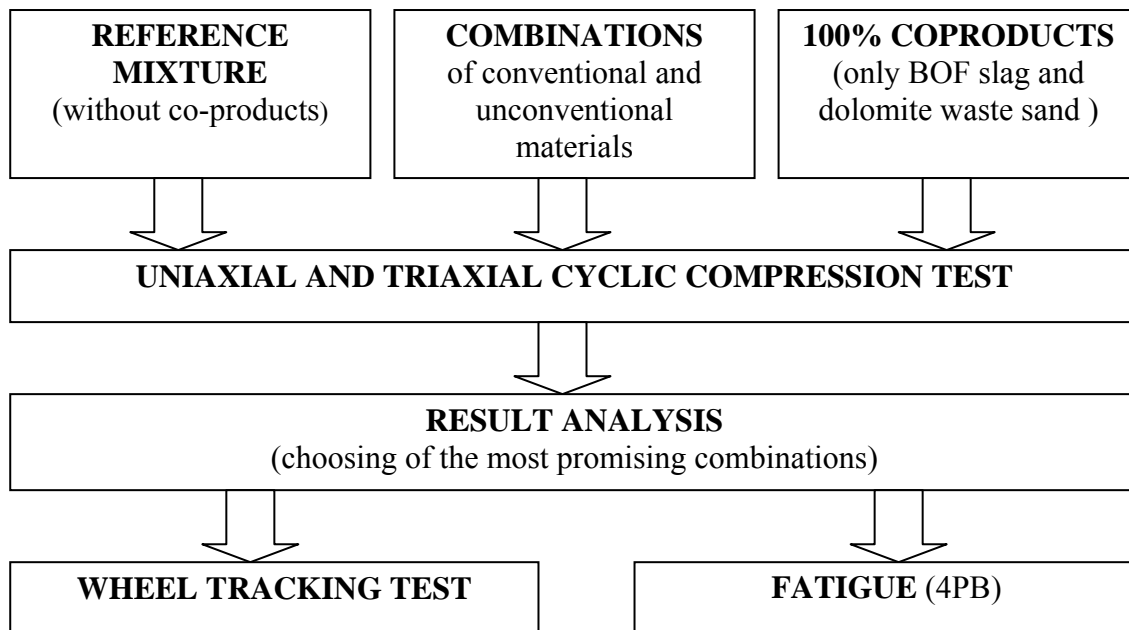 REFERENCE
MIXTURE
(without co-products)
COMBINATIONS
of conventional and
unconventional
materials
100% COPRODUCTS
(only BOF slag and
dolomite waste sand )
UNIAXIAL AND TRIAXIAL CYCLIC COMPRESSION TEST
RESULT ANALYSIS
(choosing of the most promising combinations)
WHEEL TRACKING TEST
FATIGUE (4PB)